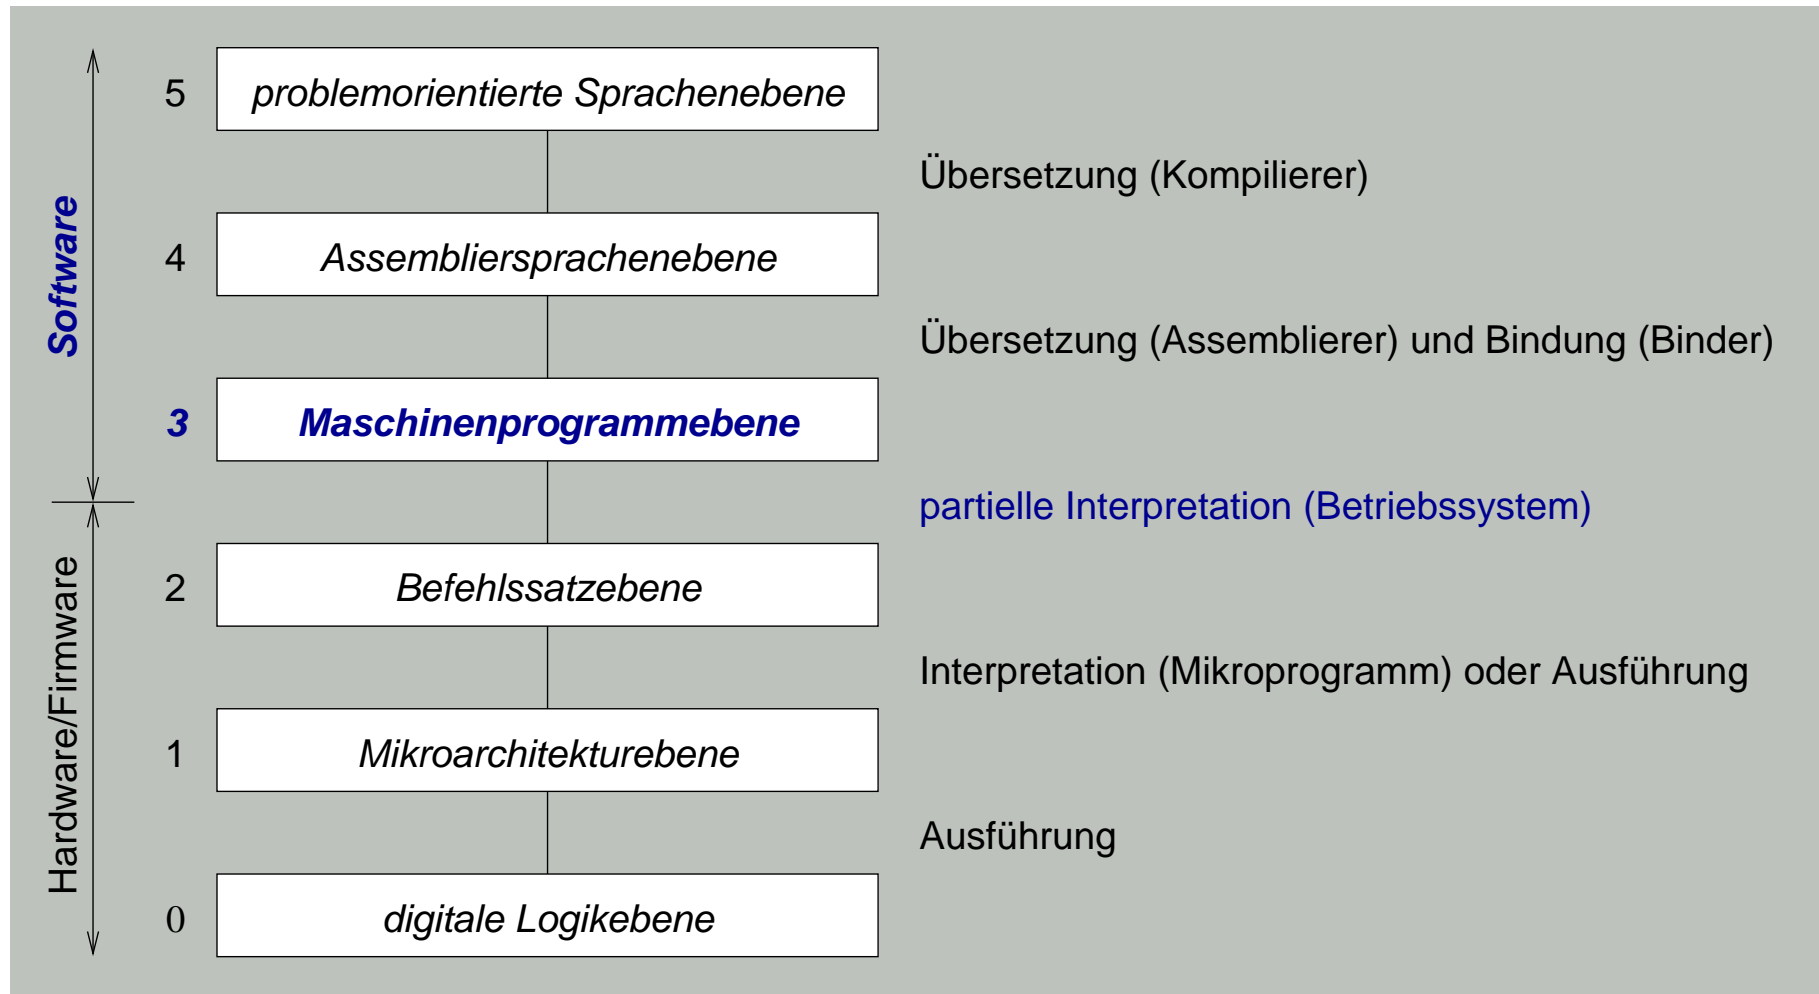 5 problemorientierte Sprachenebene
Übersetzung (Kompilierer)
4 Assembliersprachenebene
Übersetzung (Assemblierer) und Bindung (Binder)
3 Maschinenprogrammebene
partielle Interpretation (Betriebssystem)
2 Befehlssatzebene
Interpretation (Mikroprogramm) oder Ausführung
1 Mikroarchitekturebene
Ausführung
0 digitale Logikebene
Software
Hardware/Firmware